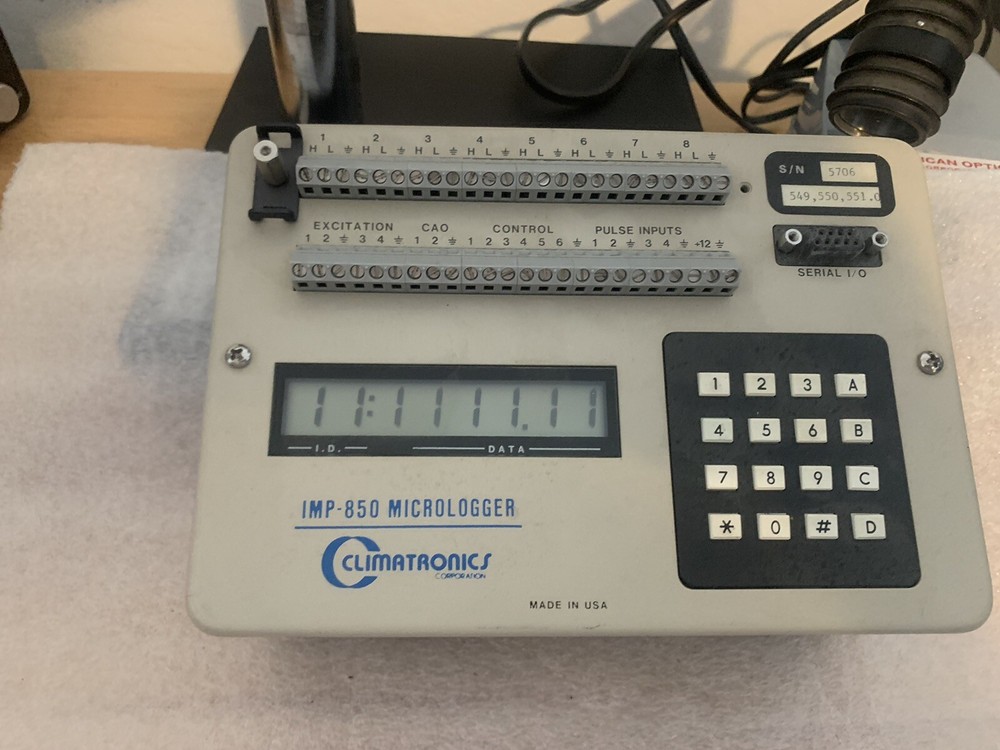 1 2 3 4 5 6 7 8
H L H L H L H L H L H L H L H L
S/N 5706
549,550,551.0
EXCITATION CAO CONTROL PULSE INPUTS
1 2 3 4 1 2 1 2 3 4 5 6 1 2 3 4 +12
SERIAL I/O
11:1111.11
I.D. DATA
1 2 3 A
4 5 6 B
7 8 9 C
* 0 # D
IMP-850 MICROLOGGER
CLIMATRONICS
CORPORATION
MADE IN USA